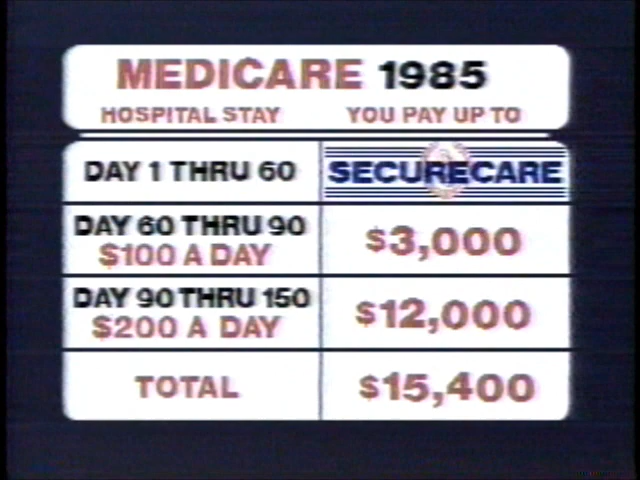 MEDICARE 1985
HOSPITAL STAY YOU PAY UP TO
DAY 1 THRU 60 SECURECARE
DAY 60 THRU 90
$100 A DAY
$3,000
DAY 90 THRU 150
$200 A DAY
$12,000
TOTAL $15,400